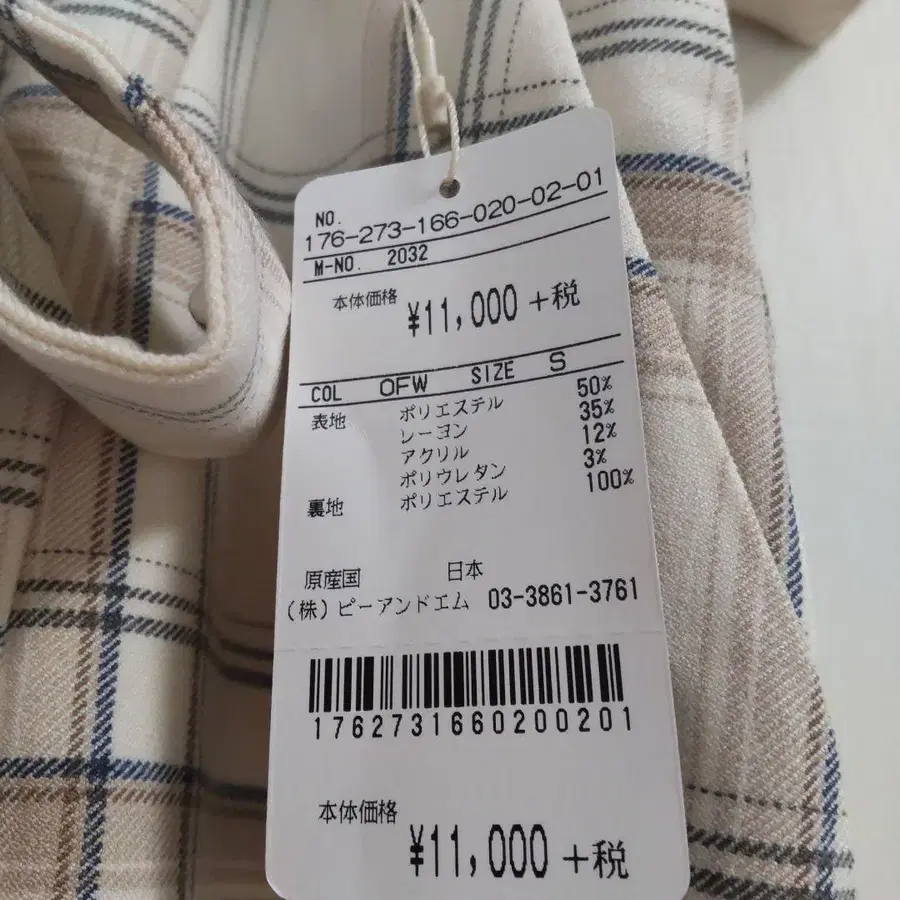 NO.
176-273-166-020-02-01
M-NO. 2032
本体価格 ¥11,000 +税
COL OFW SIZE S
表地 ポリエステル 50%
レーヨン 35%
アクリル 12%
ポリウレタン 3%
裏地 ポリエステル 100%
原産国 日本
(株)ピーアンドエム 03-3861-3761
1762731660200201
本体価格
¥11,000 +税